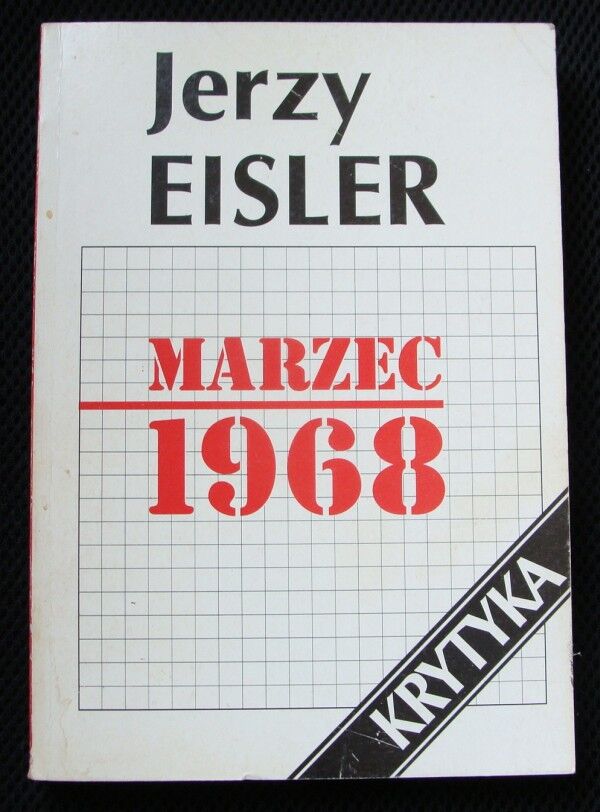 Jerzy
EISLER
MARZEC
1968
KRYTYKA